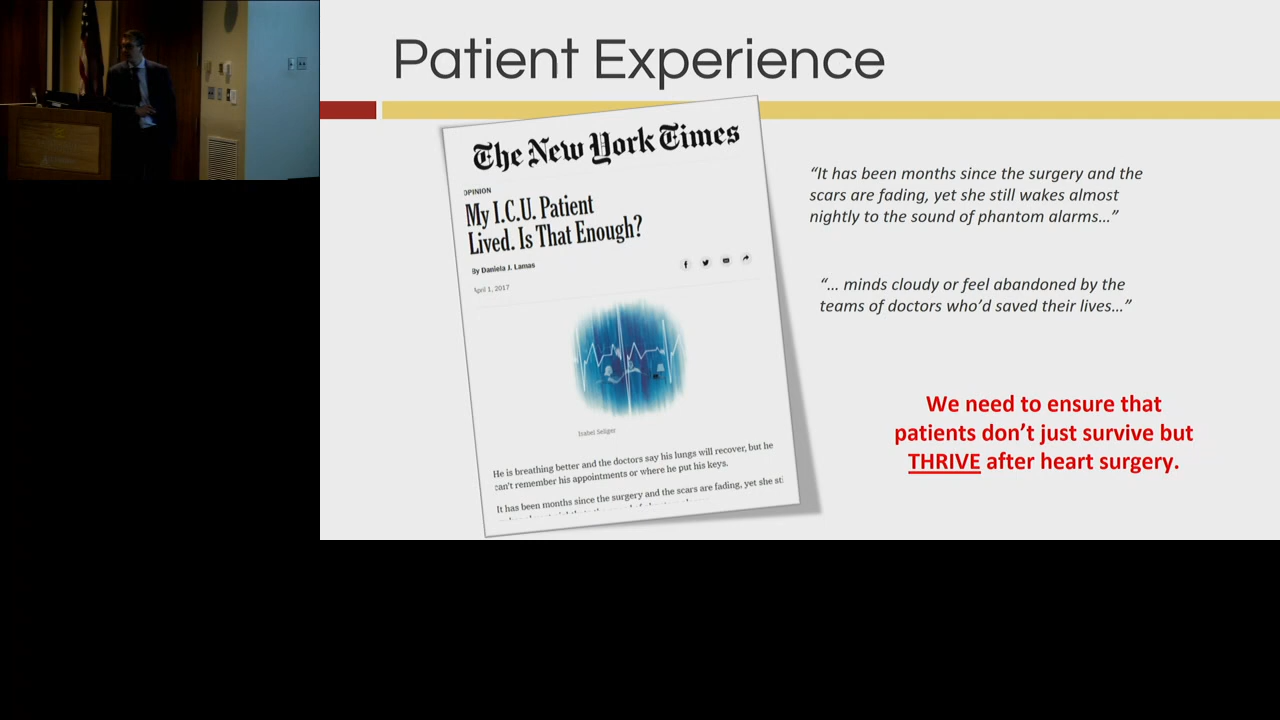 Patient Experience
The New York Times
OPINION
My I.C.U. Patient
Lived. Is That Enough?
By Daniela J. Lamas
April 1, 2017
Isabel Seliger
He is breathing better and the doctors say his lungs will recover, but he
can't remember his appointments or where he put his keys.
It has been months since the surgery and the scars are fading, yet she sti
“It has been months since the surgery and the
scars are fading, yet she still wakes almost
nightly to the sound of phantom alarms…”
“… minds cloudy or feel abandoned by the
teams of doctors who’d saved their lives…”
We need to ensure that
patients don’t just survive but
THRIVE after heart surgery.